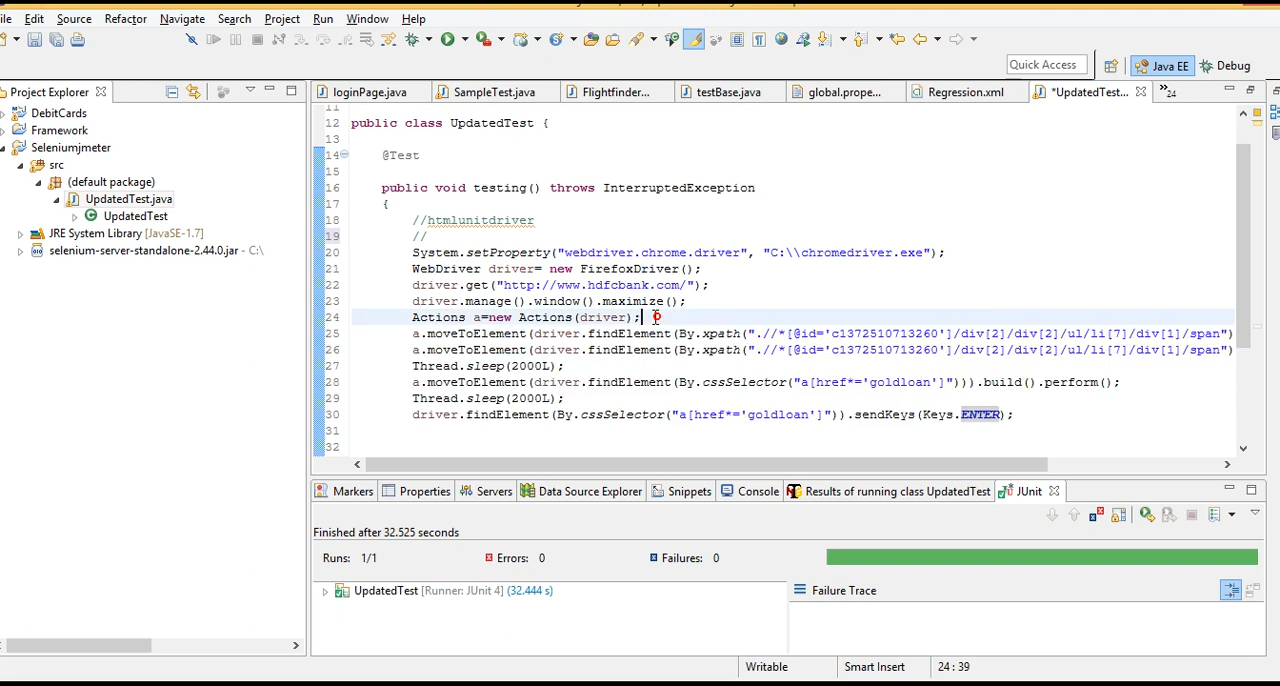 ile Edit Source Refactor Navigate Search Project Run Window Help
Quick Access Java EE Debug
Project Explorer
DebitCards
Framework
Seleniumjmeter
src
(default package)
UpdatedTest.java
UpdatedTest
JRE System Library [JavaSE-1.7]
selenium-server-standalone-2.44.0.jar - C:\
loginPage.java SampleTest.java Flightfinder... testBase.java global.prope... Regression.xml *UpdatedTest... »24
11
12 public class UpdatedTest {
13
14 @Test
15
16 public void testing() throws InterruptedException
17 {
18 //htmlunitdriver
19 //
20 System.setProperty("webdriver.chrome.driver", "C:\\chromedriver.exe");
21 WebDriver driver= new FirefoxDriver();
22 driver.get("http://www.hdfcbank.com/");
23 driver.manage().window().maximize();
24 Actions a=new Actions(driver);
25 a.moveToElement(driver.findElement(By.xpath(".//*[@id='c1372510713260']/div[2]/div[2]/ul/li[7]/div[1]/span")
26 a.moveToElement(driver.findElement(By.xpath(".//*[@id='c1372510713260']/div[2]/div[2]/ul/li[7]/div[1]/span")
27 Thread.sleep(2000L);
28 a.moveToElement(driver.findElement(By.cssSelector("a[href*='goldloan']"))).build().perform();
29 Thread.sleep(2000L);
30 driver.findElement(By.cssSelector("a[href*='goldloan']")).sendKeys(Keys.ENTER);
31
32
Markers Properties Servers Data Source Explorer Snippets Console Results of running class UpdatedTest JUnit
Finished after 32.525 seconds
Runs: 1/1 Errors: 0 Failures: 0
UpdatedTest [Runner: JUnit 4] (32.444 s)
Failure Trace
Writable Smart Insert 24 : 39